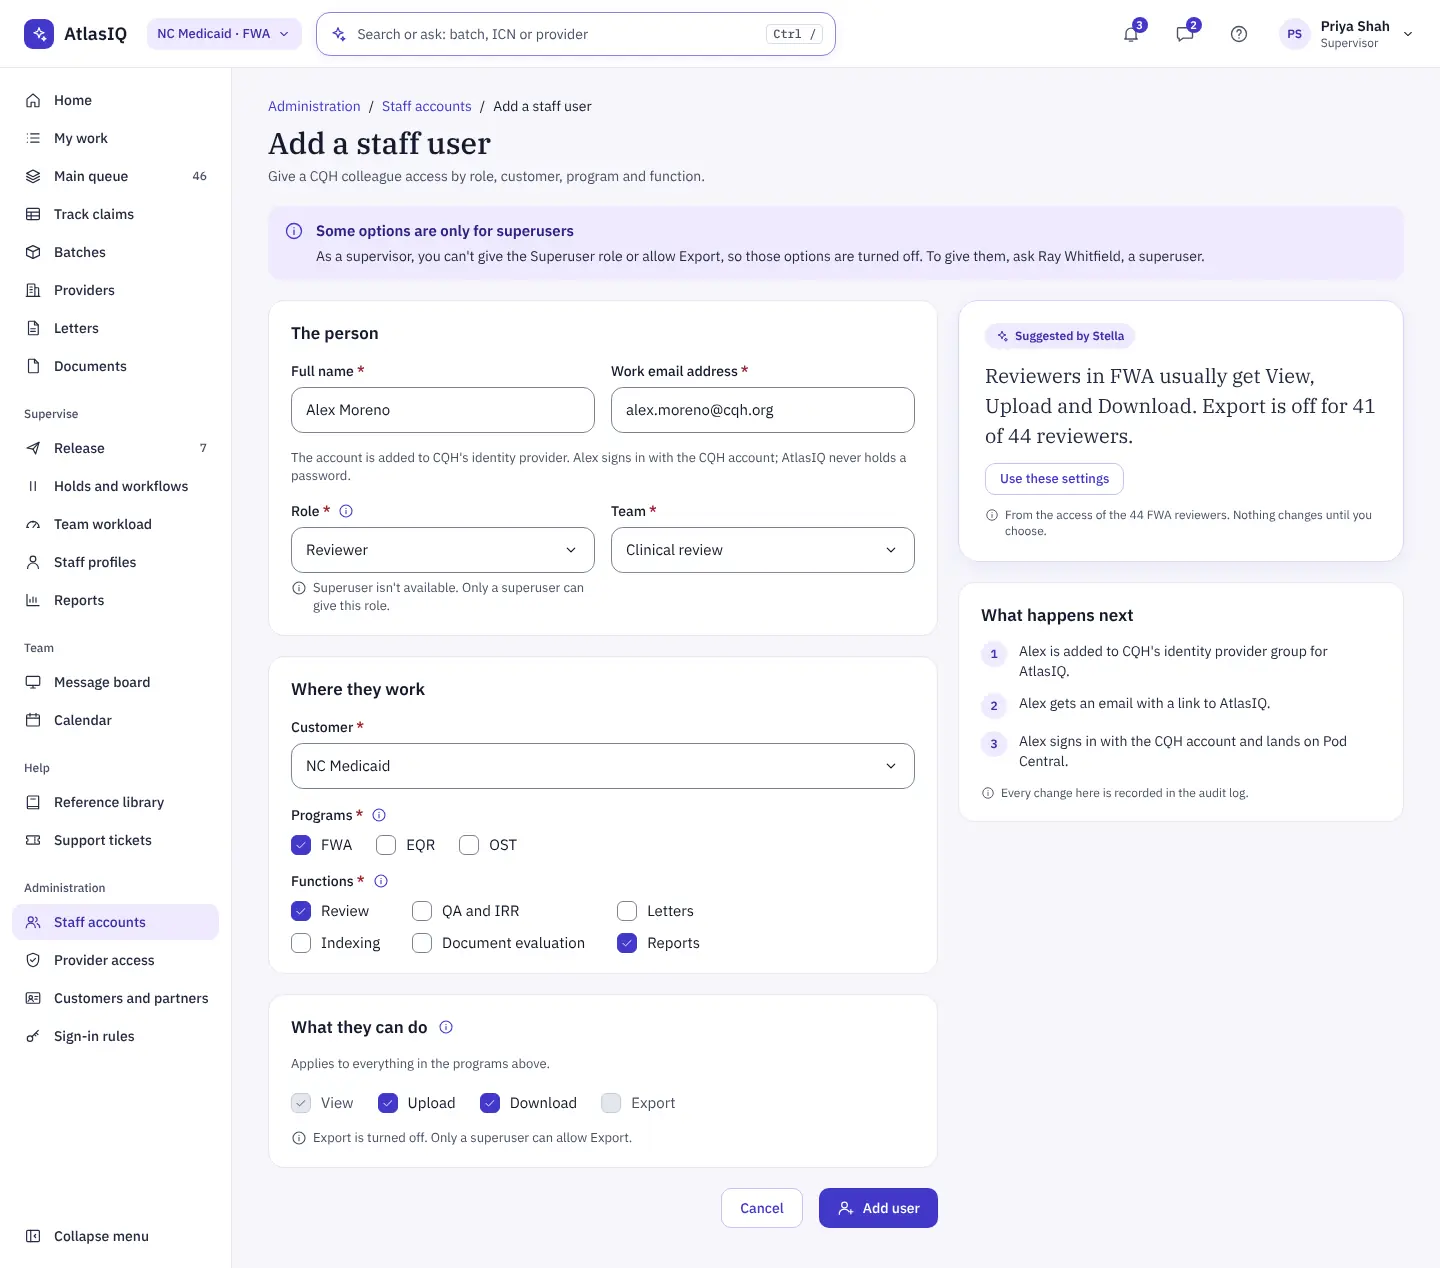 AtlasIQ
NC Medicaid · FWA
Search or ask: batch, ICN or provider
Ctrl /
3
2
PS
Priya Shah
Supervisor
Home
My work
Main queue 46
Track claims
Batches
Providers
Letters
Documents
Supervise
Release 7
Holds and workflows
Team workload
Staff profiles
Reports
Team
Message board
Calendar
Help
Reference library
Support tickets
Administration
Staff accounts
Provider access
Customers and partners
Sign-in rules
Collapse menu
Administration / Staff accounts / Add a staff user
Add a staff user
Give a CQH colleague access by role, customer, program and function.
Some options are only for superusers
As a supervisor, you can't give the Superuser role or allow Export, so those options are turned off. To give them, ask Ray Whitfield, a superuser.
The person
Full name *
Work email address *
Alex Moreno
alex.moreno@cqh.org
The account is added to CQH's identity provider. Alex signs in with the CQH account; AtlasIQ never holds a
password.
Role *
Team *
Reviewer
Clinical review
Superuser isn't available. Only a superuser can
give this role.
Where they work
Customer *
NC Medicaid
Programs *
FWA EQR OST
Functions *
Review QA and IRR Letters
Indexing Document evaluation Reports
What they can do
Applies to everything in the programs above.
View Upload Download Export
Export is turned off. Only a superuser can allow Export.
Cancel
Add user
Suggested by Stella
Reviewers in FWA usually get View,
Upload and Download. Export is off for 41
of 44 reviewers.
Use these settings
From the access of the 44 FWA reviewers. Nothing changes until you
choose.
What happens next
1 Alex is added to CQH's identity provider group for
AtlasIQ.
2 Alex gets an email with a link to AtlasIQ.
3 Alex signs in with the CQH account and lands on Pod
Central.
Every change here is recorded in the audit log.